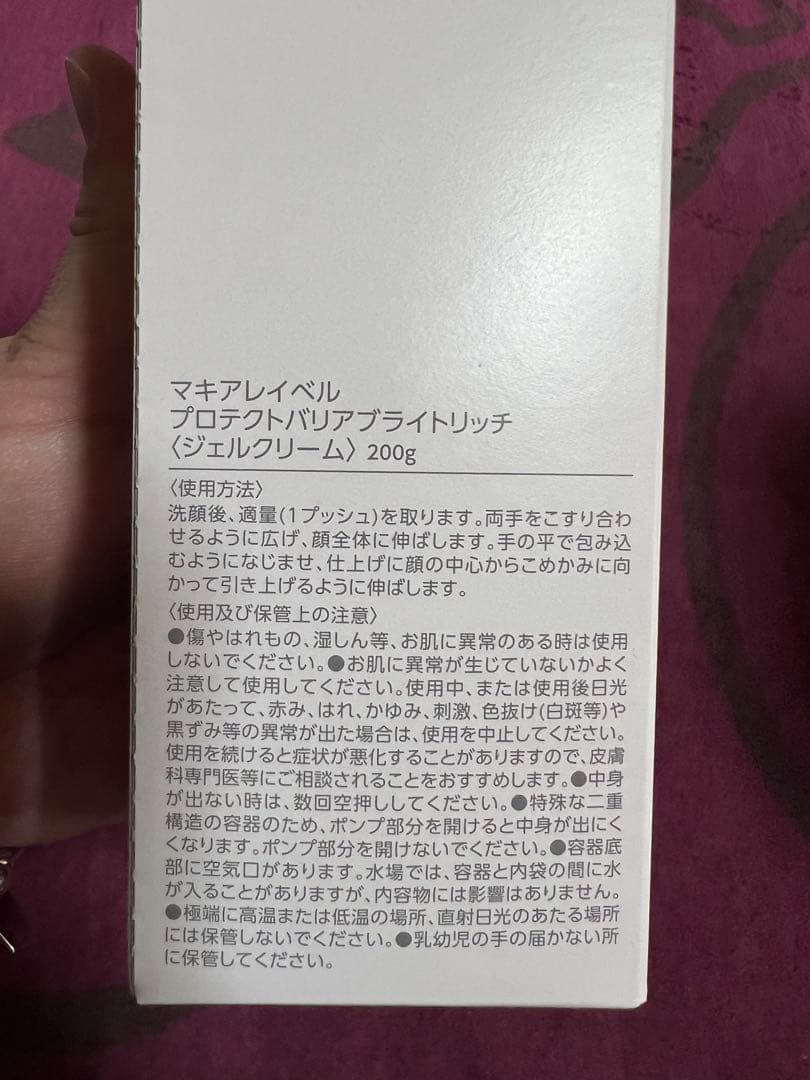 マキアレイベル
プロテクトバリアブライトリッチ
〈ジェルクリーム〉 200g
〈使用方法〉
洗顔後、適量(1プッシュ)を取ります。両手をこすり合わ
せるように広げ、顔全体に伸ばします。手の平で包み込
むようになじませ、仕上げに顔の中心からこめかみに向
かって引き上げるように伸ばします。
〈使用及び保管上の注意〉
●傷やはれもの、湿しん等、お肌に異常のある時は使用
しないでください。●お肌に異常が生じていないかよく
注意して使用してください。使用中、または使用後日光
があたって、赤み、はれ、かゆみ、刺激、色抜け(白斑等)や
黒ずみ等の異常が出た場合は、使用を中止してください。
使用を続けると症状が悪化することがありますので、皮膚
科専門医等にご相談されることをおすすめします。●中身
が出ない時は、数回空押ししてください。●特殊な二重
構造の容器のため、ポンプ部分を開けると中身が出にく
くなります。ポンプ部分を開けないでください。●容器底
部に空気口があります。水場では、容器と内袋の間に水
が入ることがありますが、内容物には影響はありません。
●極端に高温または低温の場所、直射日光のあたる場所
には保管しないでください。●乳幼児の手の届かない所
に保管してください。